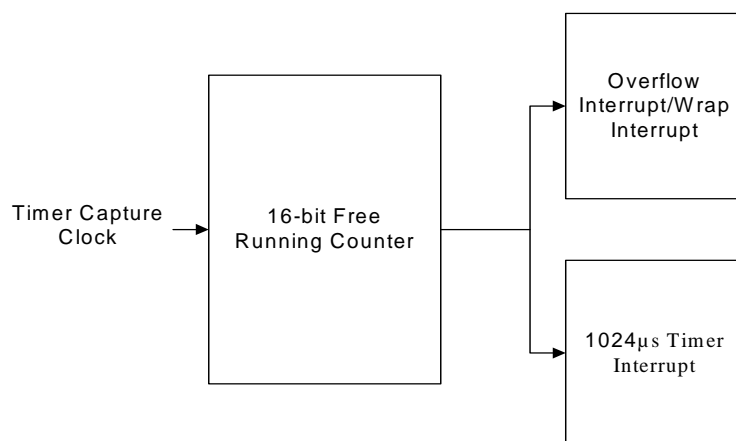 Overflow
Interrupt/Wrap
Interrupt
Timer Capture
Clock
16-bit Free
Running Counter
1024µs Timer
Interrupt